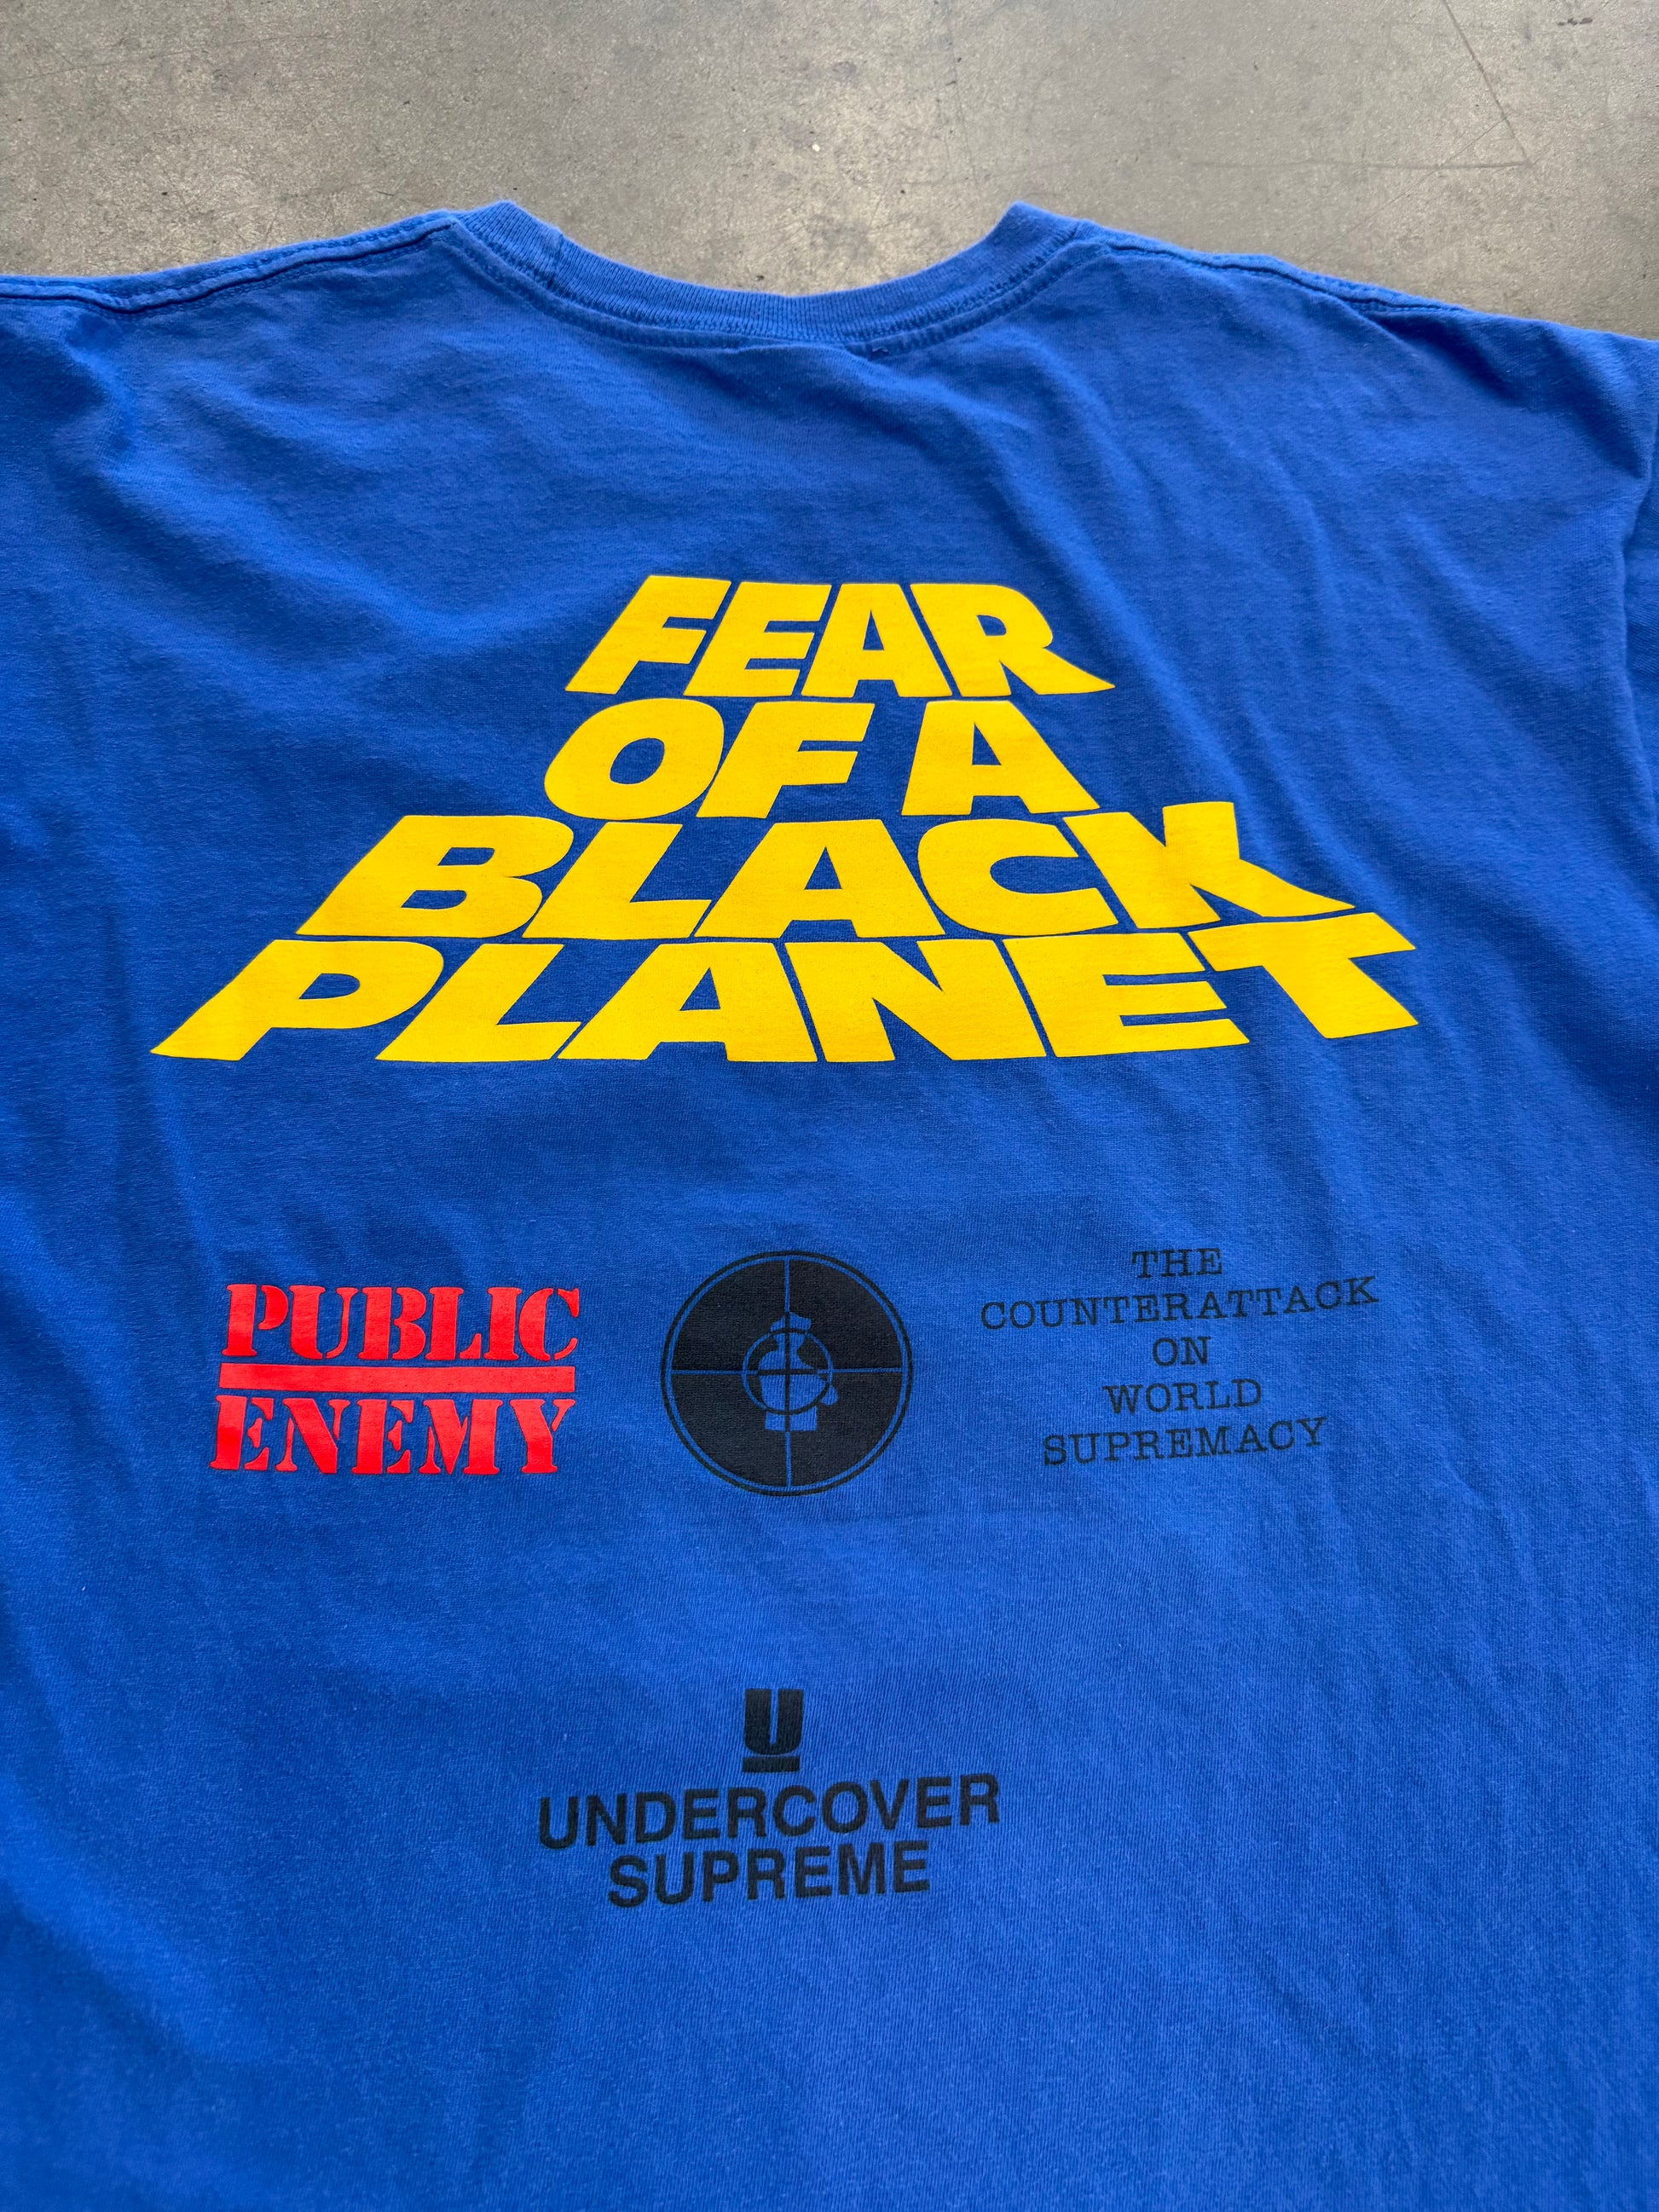 FEAR
OF A
BLACK
PLANET
PUBLIC
ENEMY
THE
COUNTERATTACK
ON
WORLD
SUPREMACY
U
UNDERCOVER
SUPREME